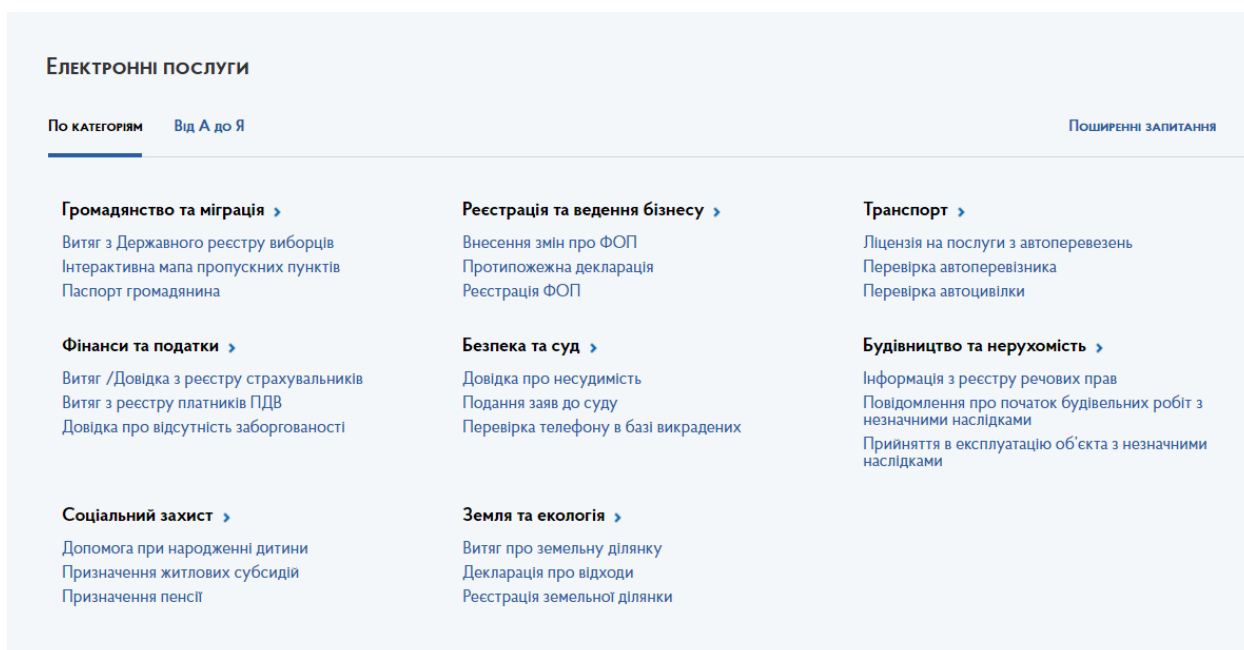 Електронні послуги
По категоріям
Від А до Я
Поширенні запитання
Громадянство та міграція
Витяг з Державного реєстру виборців
Інтерактивна мапа пропускних пунктів
Паспорт громадянина
Реєстрація та ведення бізнесу
Внесення змін про ФОП
Протипожежна декларація
Реєстрація ФОП
Транспорт
Ліцензія на послуги з автоперевезень
Перевірка автоперевізника
Перевірка автоцивілки
Фінанси та податки
Витяг /Довідка з реєстру страхувальників
Витяг з реєстру платників ПДВ
Довідка про відсутність заборгованості
Безпека та суд
Довідка про несудимість
Подання заяв до суду
Перевірка телефону в базі викрадених
Будівництво та нерухомість
Інформація з реєстру речових прав
Повідомлення про початок будівельних робіт з
незначними наслідками
Прийняття в експлуатацію об'єкта з незначними
наслідками
Соціальний захист
Допомога при народженні дитини
Призначення житлових субсидій
Призначення пенсії
Земля та екологія
Витяг про земельну ділянку
Декларація про відходи
Реєстрація земельної ділянки